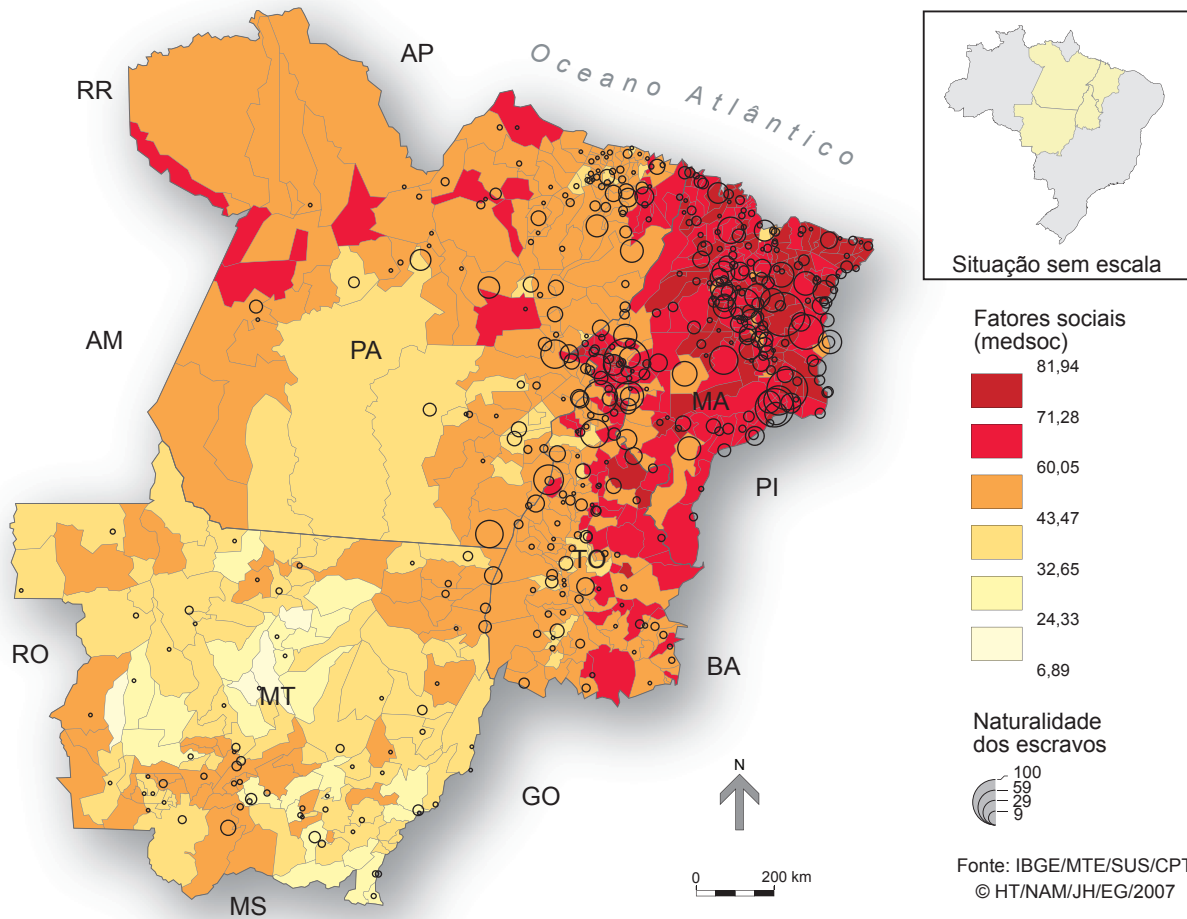 AP
Oceano Atlântico
RR
AM
PA
MA
PI
TO
RO
MT
BA
GO
MS
N
0 200 km
Situação sem escala
Fatores sociais
(medsoc)
81,94
71,28
60,05
43,47
32,65
24,33
6,89
Naturalidade
dos escravos
100
59
29
9
Fonte: IBGE/MTE/SUS/CPT
© HT/NAM/JH/EG/2007